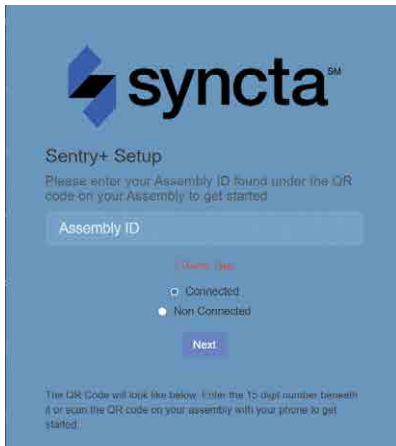 syncta℠
Sentry+ Setup
Please enter your Assembly ID found under the QR
code on your Assembly to get started
Assembly ID
Connected
Non Connected
Next
The QR Code will look like below. Enter the 15 digit number beneath
it or scan the QR code on your assembly with your phone to get
started.